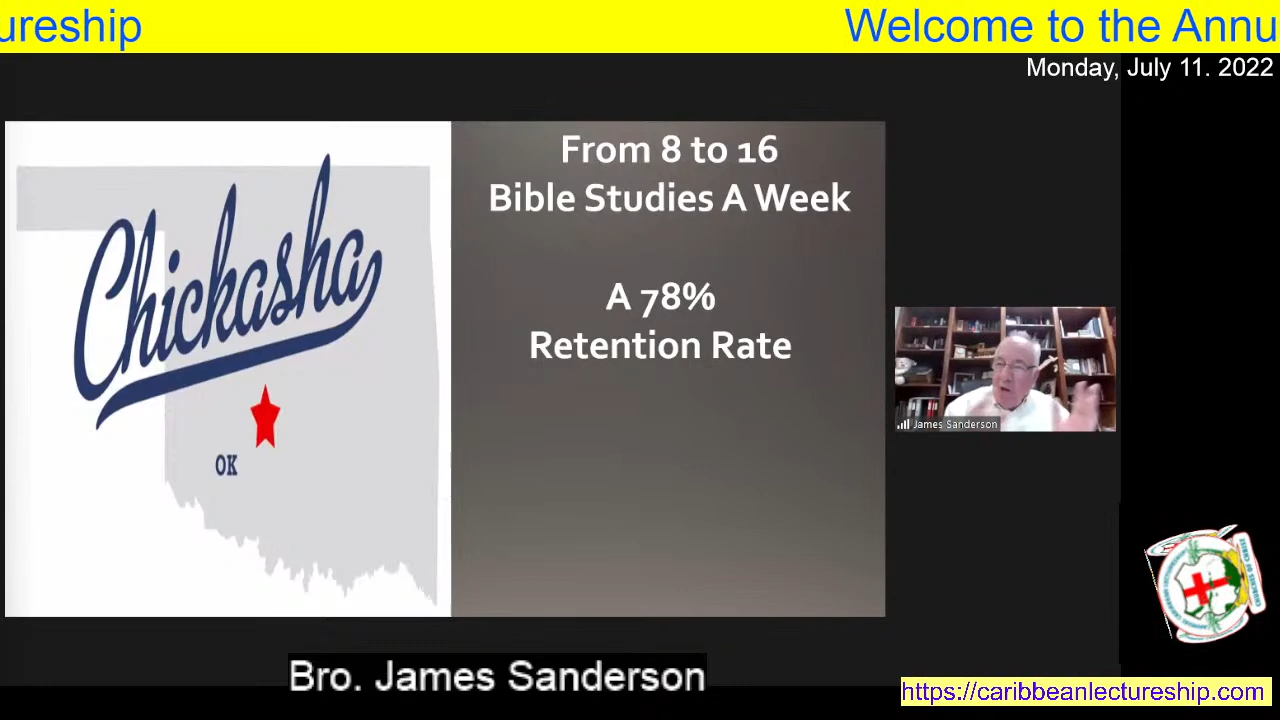 ureship
Welcome to the Annu
Monday, July 11. 2022
Chickasha
OK
From 8 to 16
Bible Studies A Week
A 78%
Retention Rate
James Sanderson
Bro. James Sanderson
https://caribbeanlectureship.com